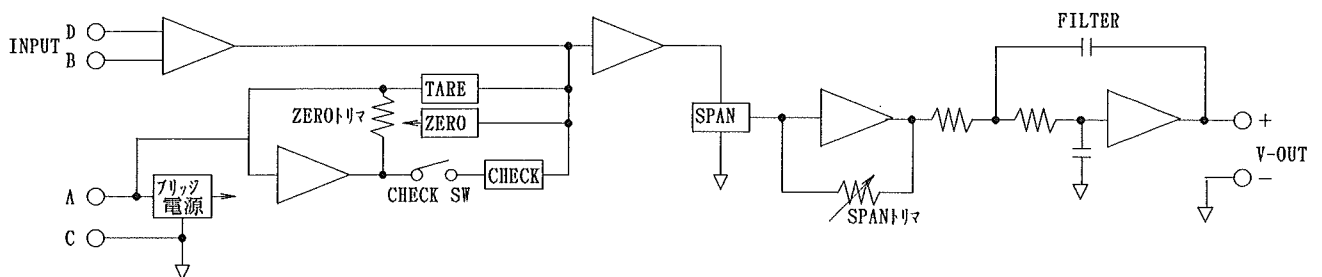 FILTER
INPUT
D
B
TARE
ZEROトリマ
ZERO
SPAN
CHECK SW
CHECK
A
ブリッジ
電源
C
SPANトリマ
+
V-OUT
−